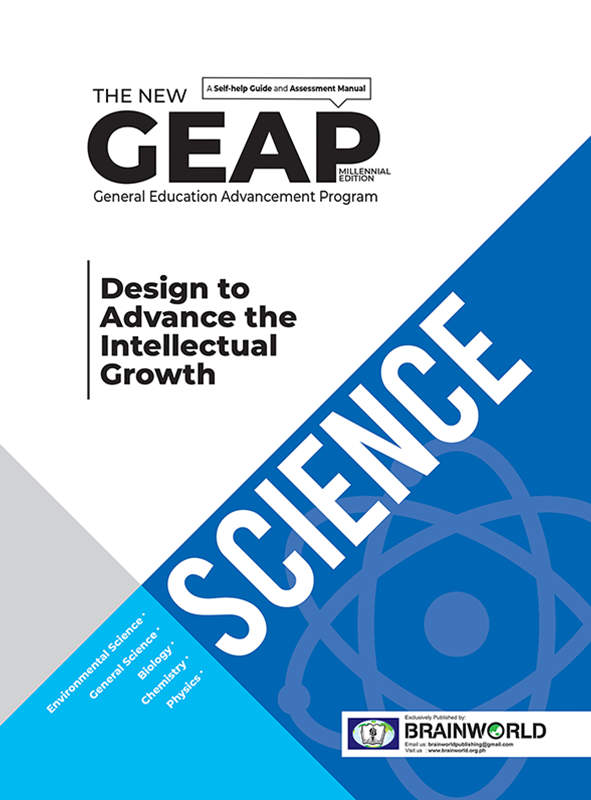 A Self-help Guide and Assessment Manual
THE NEW
GEAP
MILLENNIAL
EDITION
General Education Advancement Program
Design to
Advance the
Intellectual
Growth
SCIENCE
Environmental Science •
General Science •
Biology •
Chemistry •
Physics •
Exclusively Published by:
BRAINWORLD
Email us: brainworldpublishing@gmail.com
Visit us : www.brainworld.org.ph